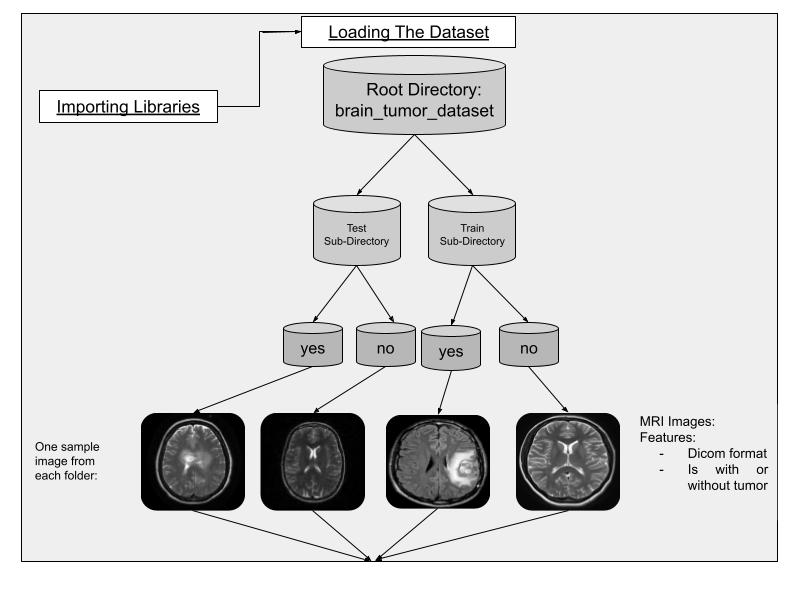 Loading The Dataset
Importing Libraries
Root Directory:
brain_tumor_dataset
Test
Sub-Directory
Train
Sub-Directory
yes
no
yes
no
One sample
image from
each folder:
MRI Images:
Features:
- Dicom format
- Is with or
without tumor